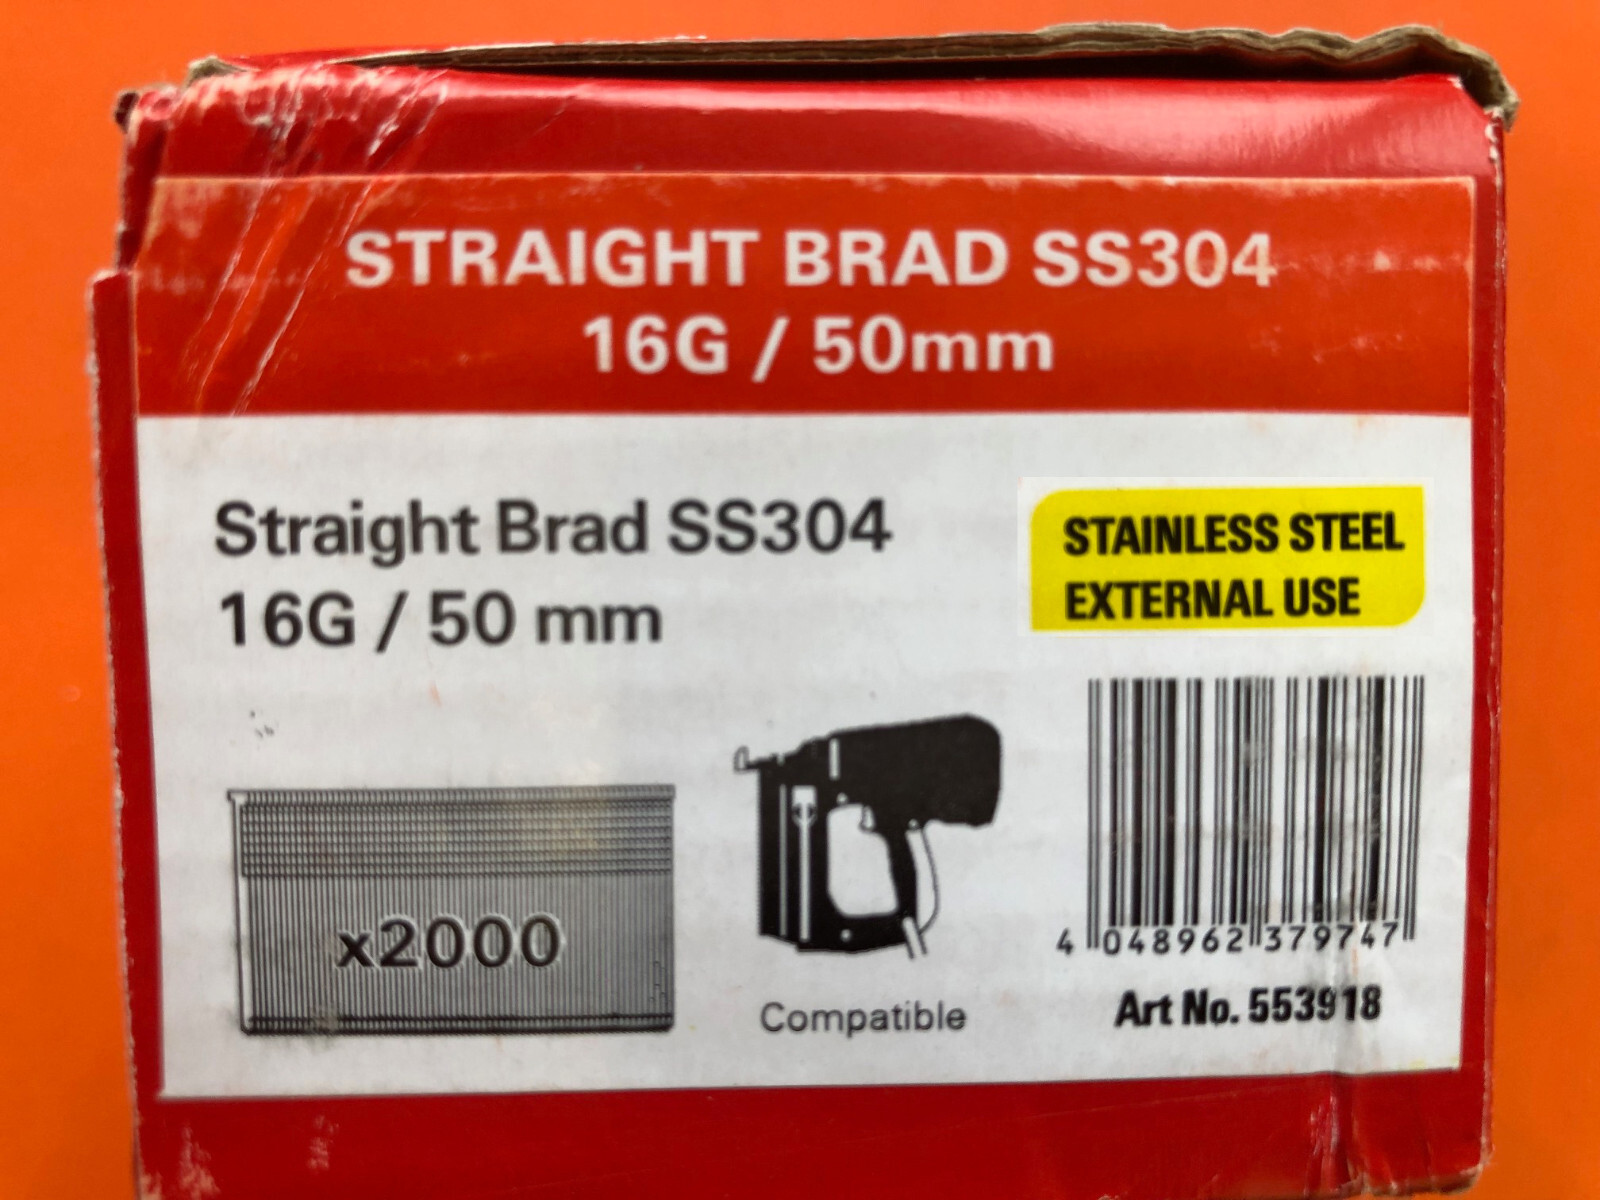 STRAIGHT BRAD SS304
16G / 50mm
Straight Brad SS304
16G / 50 mm
STAINLESS STEEL
EXTERNAL USE
x2000
Compatible
4 048962 379747
Art No. 553918